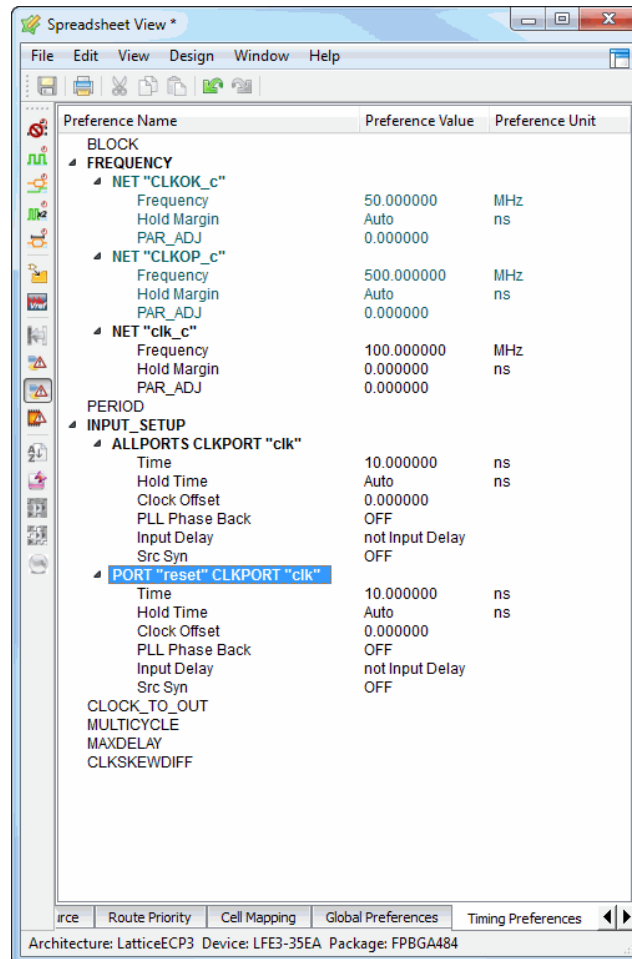 Spreadsheet View *
File Edit View Design Window Help
Preference Name Preference Value Preference Unit
BLOCK
FREQUENCY
NET "CLKOK_c"
Frequency 50.000000 MHz
Hold Margin Auto ns
PAR_ADJ 0.000000
NET "CLKOP_c"
Frequency 500.000000 MHz
Hold Margin Auto ns
PAR_ADJ 0.000000
NET "clk_c"
Frequency 100.000000 MHz
Hold Margin 0.000000 ns
PAR_ADJ 0.000000
PERIOD
INPUT_SETUP
ALLPORTS CLKPORT "clk"
Time 10.000000 ns
Hold Time Auto ns
Clock Offset 0.000000
PLL Phase Back OFF
Input Delay not Input Delay
Src Syn OFF
PORT "reset" CLKPORT "clk"
Time 10.000000 ns
Hold Time Auto ns
Clock Offset 0.000000
PLL Phase Back OFF
Input Delay not Input Delay
Src Syn OFF
CLOCK_TO_OUT
MULTICYCLE
MAXDELAY
CLKSKEWDIFF
Route Priority Cell Mapping Global Preferences Timing Preferences
Architecture: LatticeECP3 Device: LFE3-35EA Package: FPBGA484